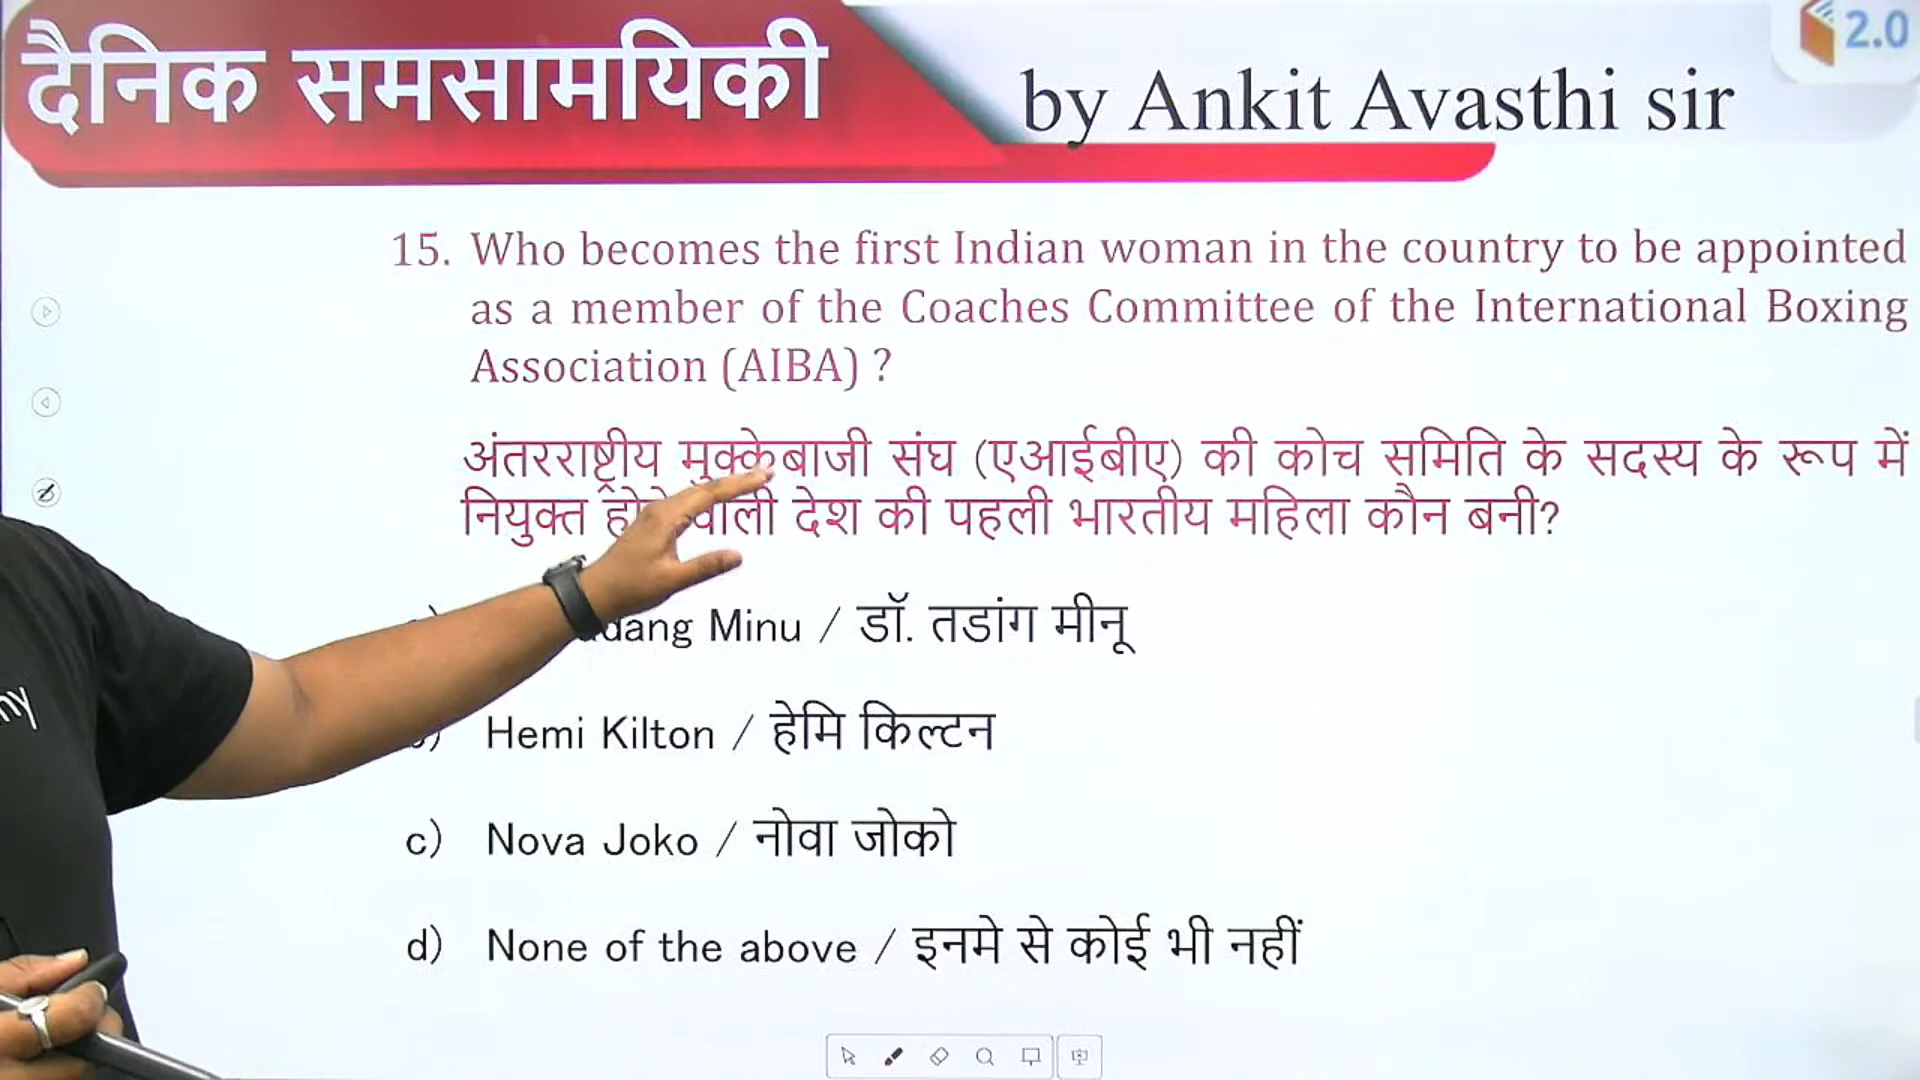 दैनिक समसामयिकी
by Ankit Avasthi sir
2.0
15. Who becomes the first Indian woman in the country to be appointed
as a member of the Coaches Committee of the International Boxing
Association (AIBA) ?
अंतरराष्ट्रीय मुक्केबाजी संघ (एआईबीए) की कोच समिति के सदस्य के रूप में
नियुक्त वाली देश की पहली भारतीय महिला कौन बनी?
Minu / डॉ. तडांग मीनू
Hemi Kilton / हेमि किल्टन
c) Nova Joko / नोवा जोको
d) None of the above / इनमे से कोई भी नहीं